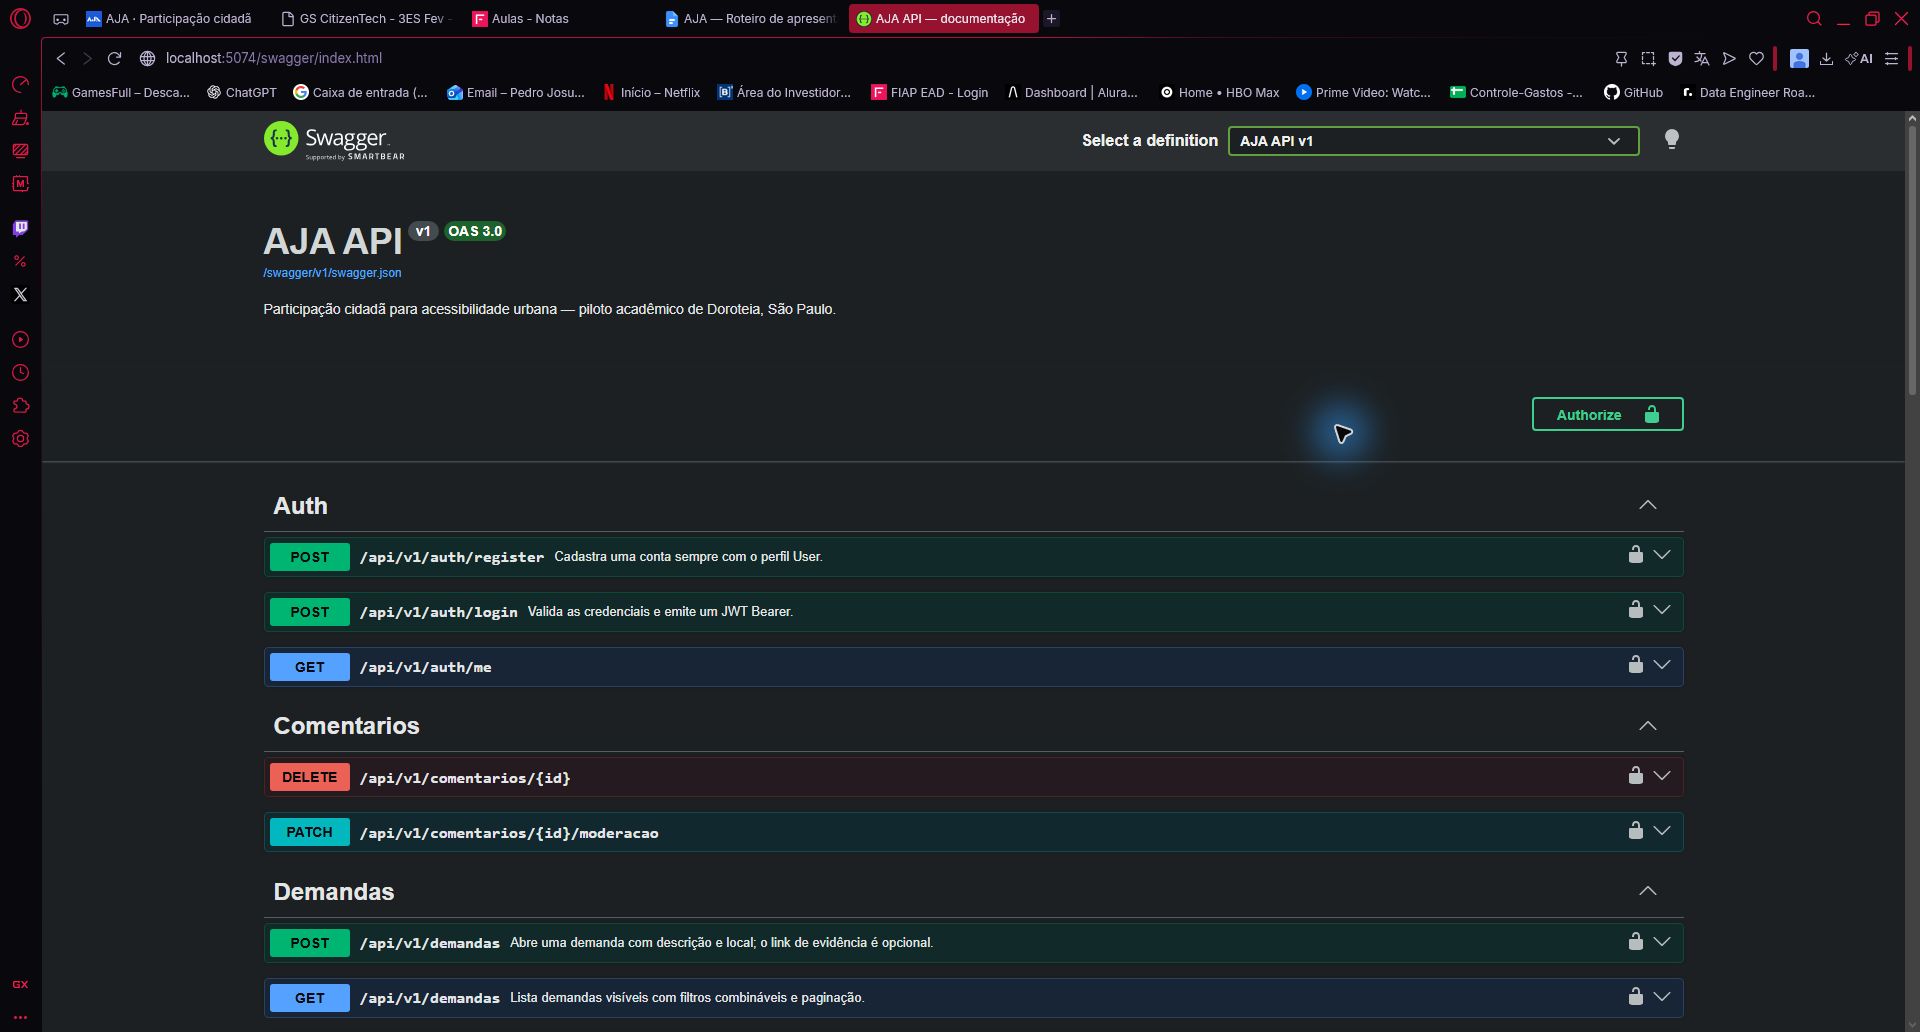 AJA · Participação cidadã
GS CitizenTech - 3ES Fev -
Aulas - Notas
AJA — Roteiro de apresent
AJA API — documentação
localhost:5074/swagger/index.html
AI
GamesFull – Desca...
ChatGPT
Caixa de entrada (...
Email – Pedro Josu...
Início – Netflix
Área do Investidor...
FIAP EAD - Login
Dashboard | Alura...
Home • HBO Max
Prime Video: Watc...
Controle-Gastos -...
GitHub
Data Engineer Roa...
Swagger
Supported by SMARTBEAR
Select a definition
AJA API v1
AJA API v1 OAS 3.0
/swagger/v1/swagger.json
Participação cidadã para acessibilidade urbana — piloto acadêmico de Doroteia, São Paulo.
Authorize
Auth
POST /api/v1/auth/register Cadastra uma conta sempre com o perfil User.
POST /api/v1/auth/login Valida as credenciais e emite um JWT Bearer.
GET /api/v1/auth/me
Comentarios
DELETE /api/v1/comentarios/{id}
PATCH /api/v1/comentarios/{id}/moderacao
Demandas
POST /api/v1/demandas Abre uma demanda com descrição e local; o link de evidência é opcional.
GET /api/v1/demandas Lista demandas visíveis com filtros combináveis e paginação.
GX